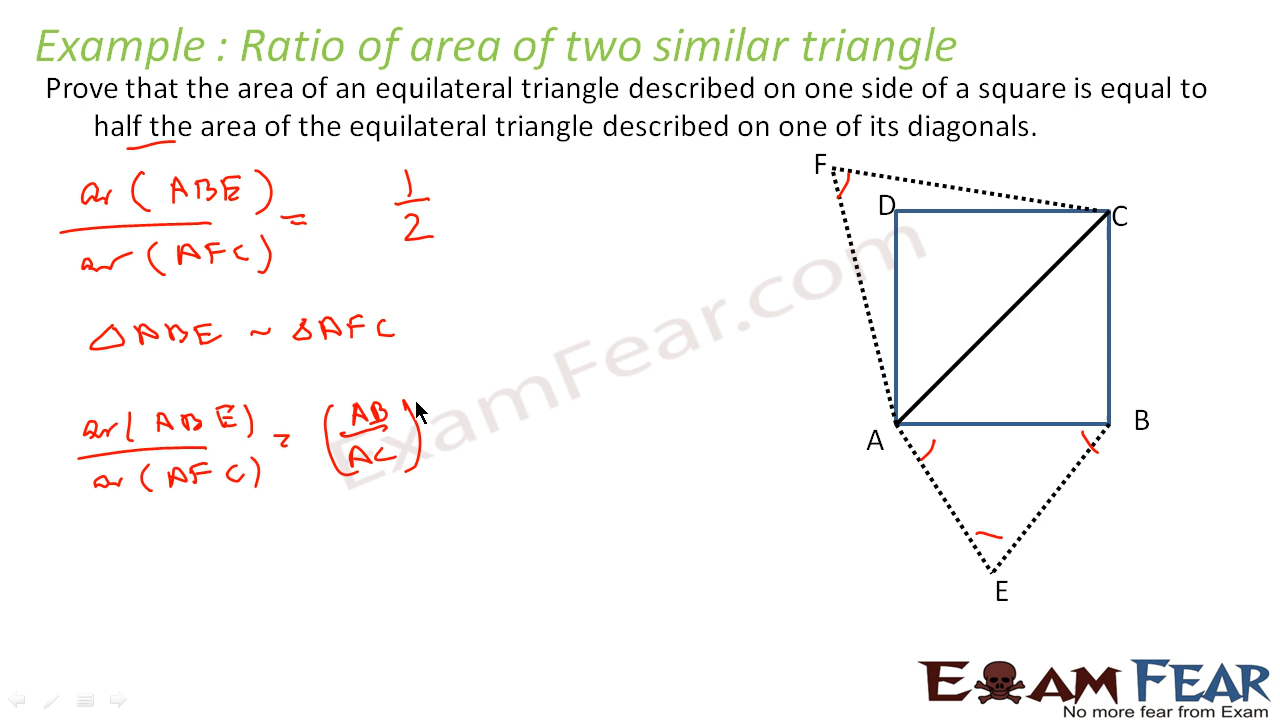 Example : Ratio of area of two similar triangle
Prove that the area of an equilateral triangle described on one side of a square is equal to
half the area of the equilateral triangle described on one of its diagonals.
ar (ABE)
ar (AFC)
=
1
2
△ABE ~ △AFC
ar(ABE)
ar (AFC)
=
(AB
AC)
F
D
C
A
B
E
ExamFear.com
EXAM FEAR
No more fear from Exam